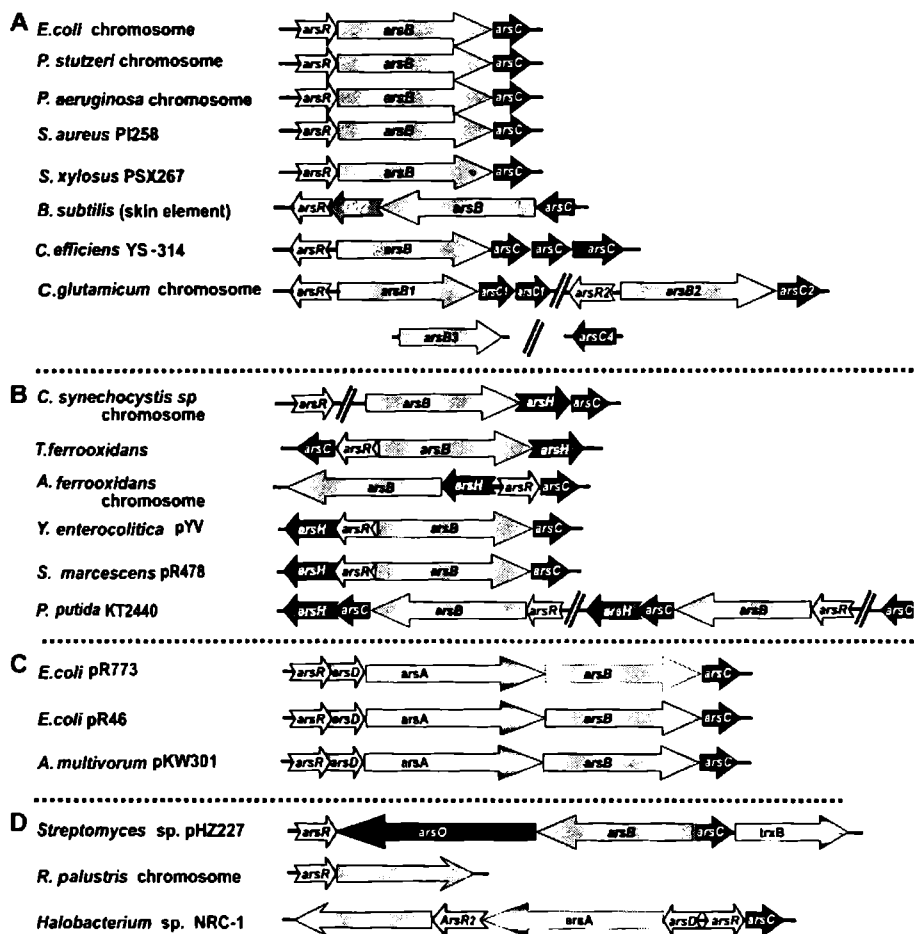 A
E.coli chromosome arsR arsB arsC
P. stutzeri chromosome arsR arsB arsC
P. aeruginosa chromosome arsR arsB arsC
S. aureus PI258 arsR arsB arsC
S. xylosus PSX267 arsR arsB arsC
B. subtilis (skin element) arsR arsB arsC
C. efficiens YS-314 arsR arsB arsC arsC arsC
C. glutamicum chromosome arsR arsB1 arsC1 arsC1 arsR2 arsB2 arsC2
arsB3 arsC4
B
C. synechocystis sp arsR arsB arsH arsC
chromosome
T.ferrooxidans arsC arsR arsB arsH
A. ferrooxidans arsB arsH arsR arsC
chromosome
Y. enterocolitica pYV arsH arsR arsB arsC
S. marcescens pR478 arsH arsR arsB arsC
P. putida KT2440 arsH arsC arsB arsR arsH arsC arsB arsR arsC
C
E.coli pR773 arsR arsD arsA arsB arsC
E.coli pR46 arsR arsD arsA arsB arsC
A. multivorum pKW301 arsR arsD arsA arsB arsC
D
Streptomyces sp. pHZ227 arsR arsO arsB arsC trxB
R. palustris chromosome arsR
Halobacterium sp. NRC-1 ArsR2 arsA arsD arsR arsC